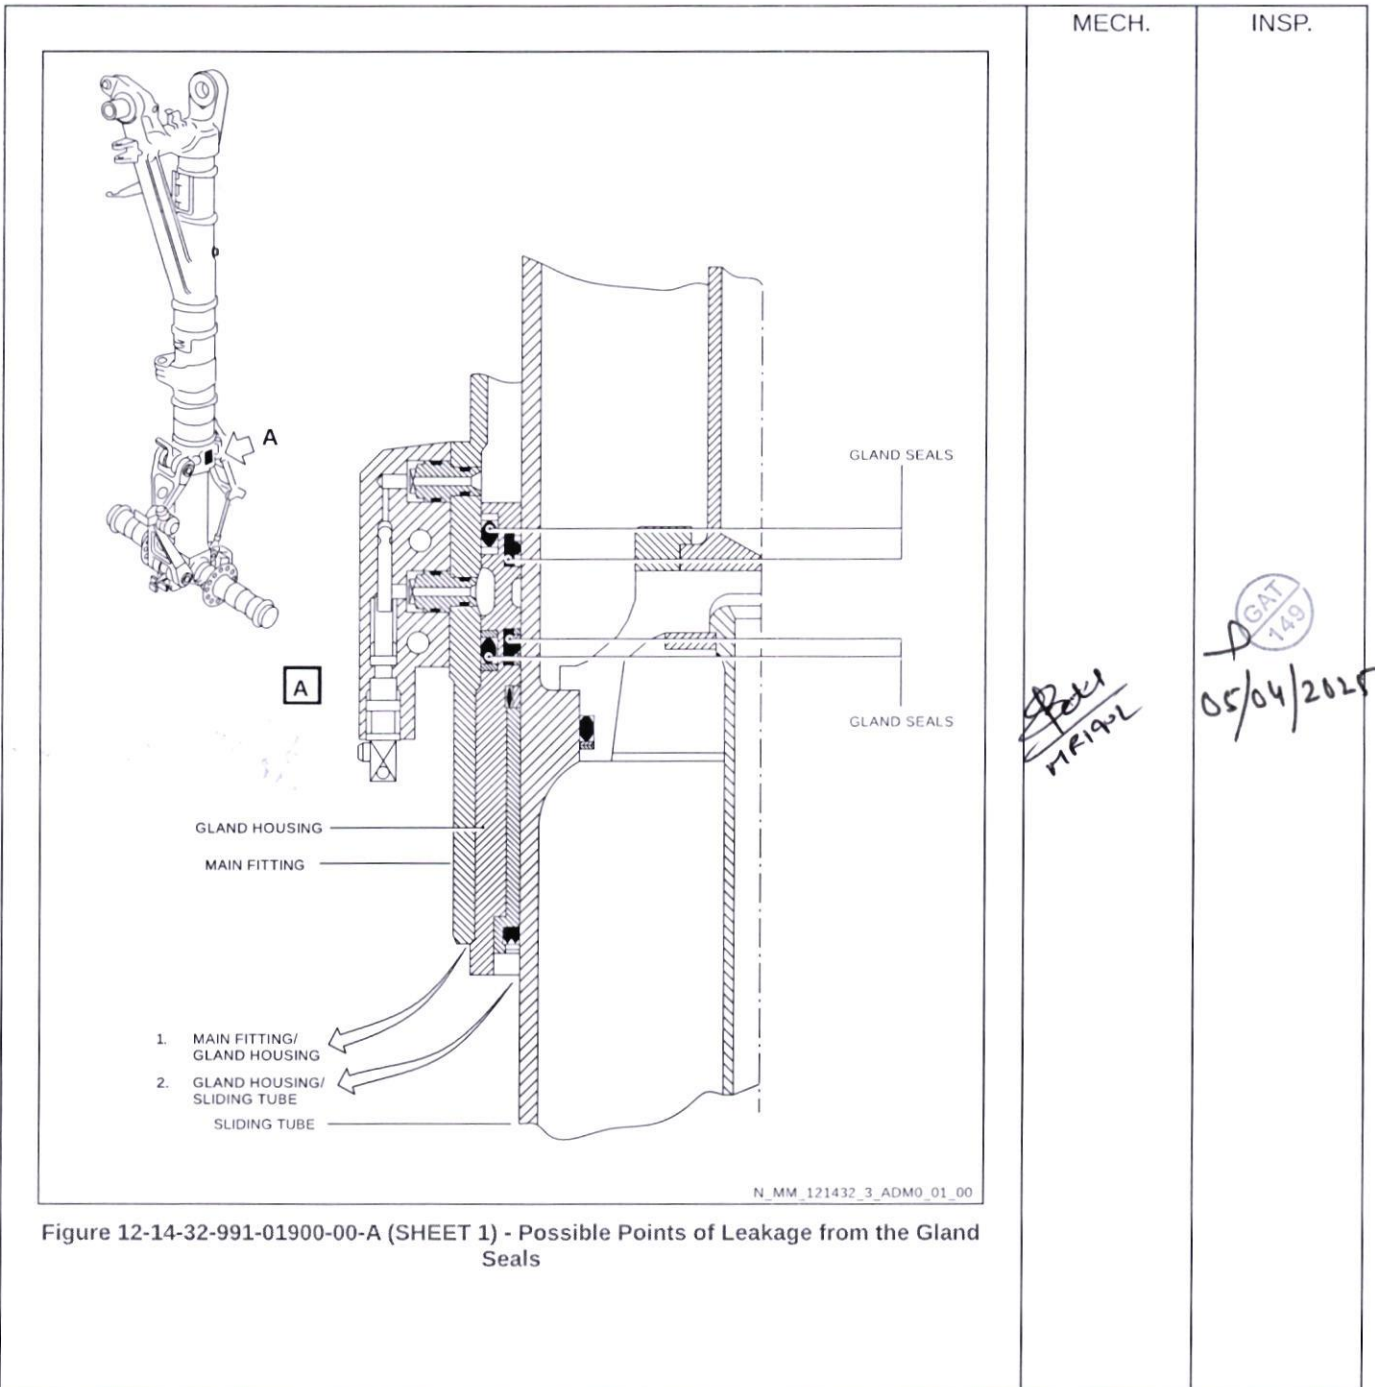 MECH.
INSP.
A
GLAND SEALS
A
GLAND SEALS
GLAND HOUSING
MAIN FITTING
1. MAIN FITTING/
GLAND HOUSING
2. GLAND HOUSING/
SLIDING TUBE
SLIDING TUBE
N_MM_121432_3_ADM0_01_00
Figure 12-14-32-991-01900-00-A (SHEET 1) - Possible Points of Leakage from the Gland
Seals
GAT
149
05/04/2025